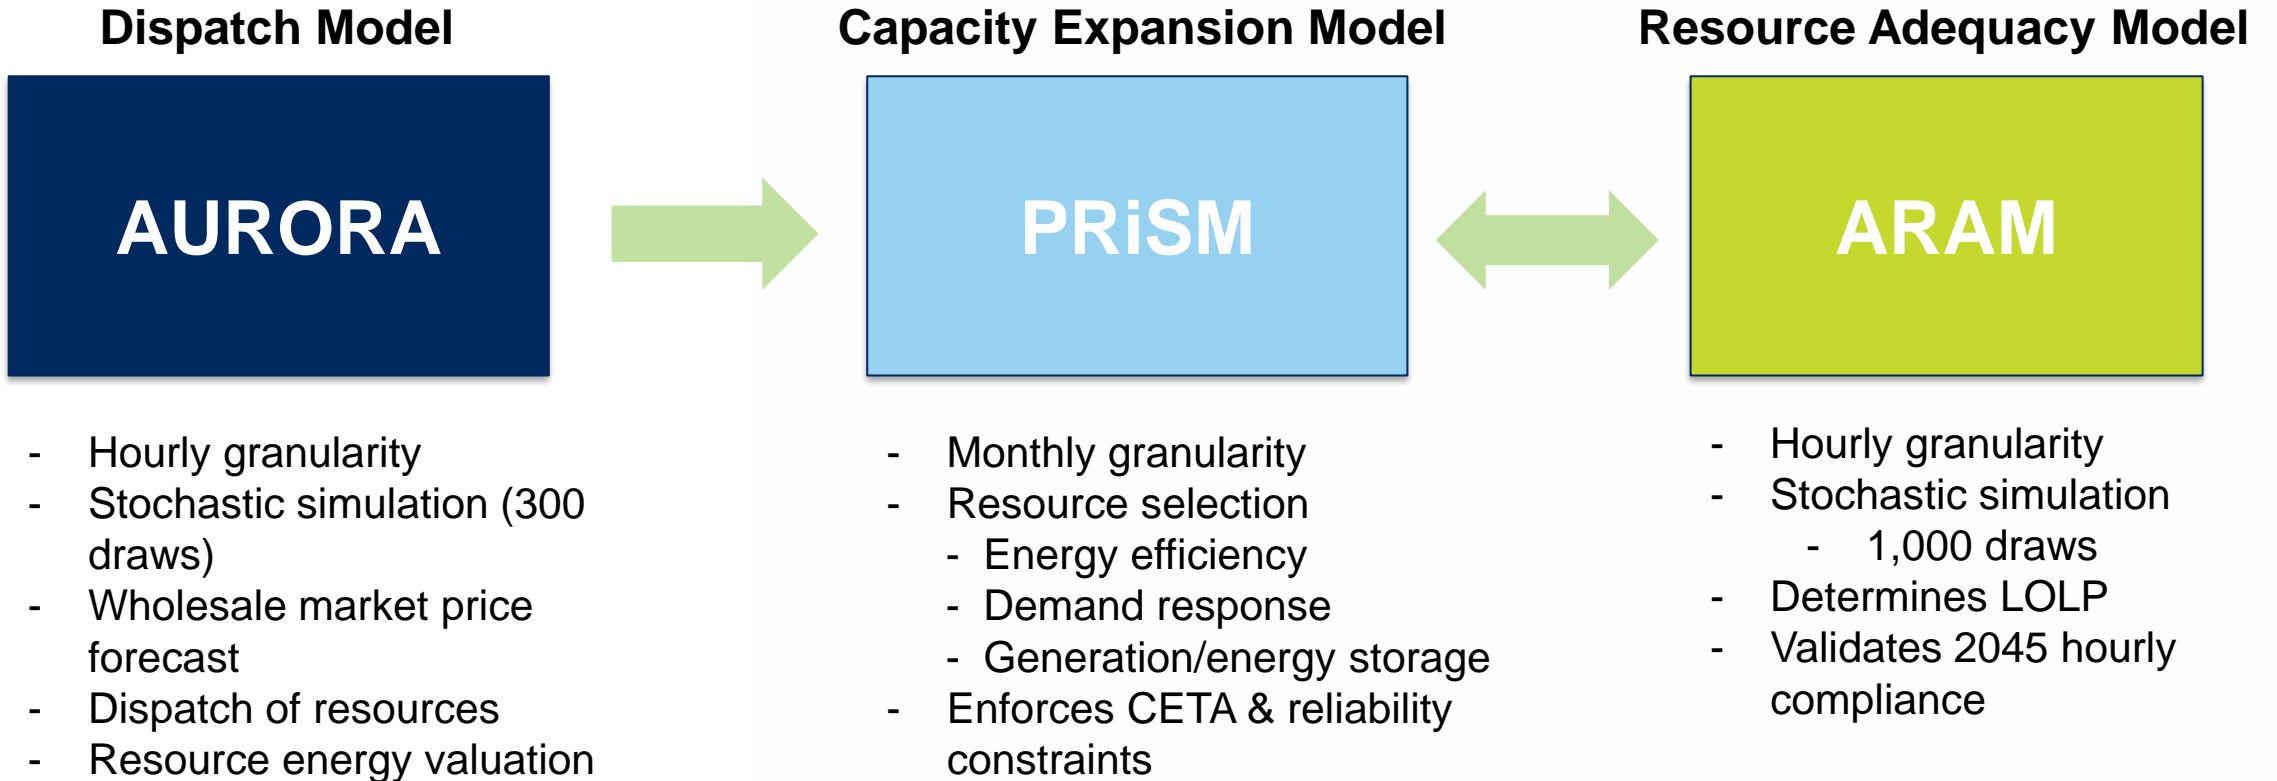 Dispatch Model
AURORA
- Hourly granularity
- Stochastic simulation (300
draws)
- Wholesale market price
forecast
- Dispatch of resources
- Resource energy valuation
Capacity Expansion Model
PRiSM
- Monthly granularity
- Resource selection
- Energy efficiency
- Demand response
- Generation/energy storage
- Enforces CETA & reliability
constraints
Resource Adequacy Model
ARAM
- Hourly granularity
- Stochastic simulation
- 1,000 draws
- Determines LOLP
- Validates 2045 hourly
compliance